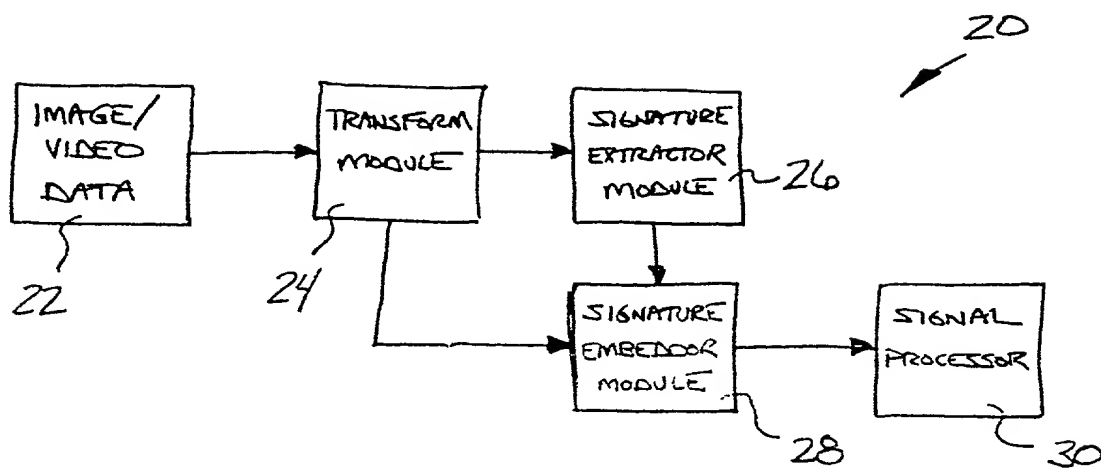 20
IMAGE/
VIDEO
DATA
22
TRANSFORM
MODULE
24
SIGNATURE
EXTRACTOR
MODULE
26
SIGNATURE
EMBEDDOR
MODULE
28
SIGNAL
PROCESSOR
30